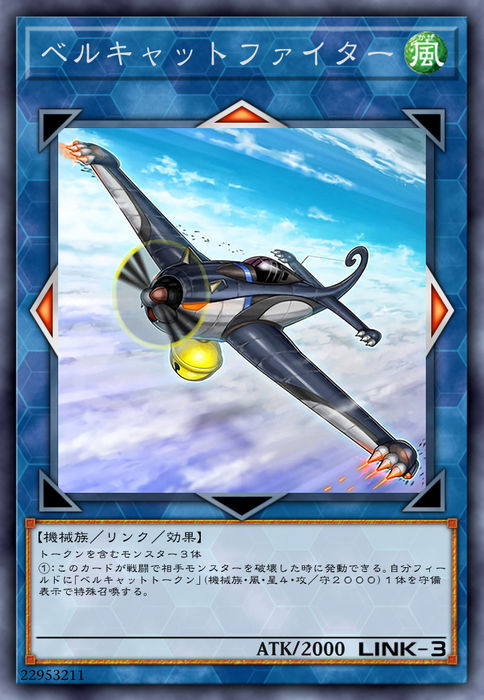 ベルキャットファイター
かぜ
風
【機械族／リンク／効果】
トークンを含むモンスター３体
①：このカードが戦闘で相手モンスターを破壊した時に発動できる。自分フィー
ルドに「ベルキャットトークン」（機械族・風・星４・攻／守２０００）１体を守備
表示で特殊召喚する。
ATK/2000 LINK-3
22953211